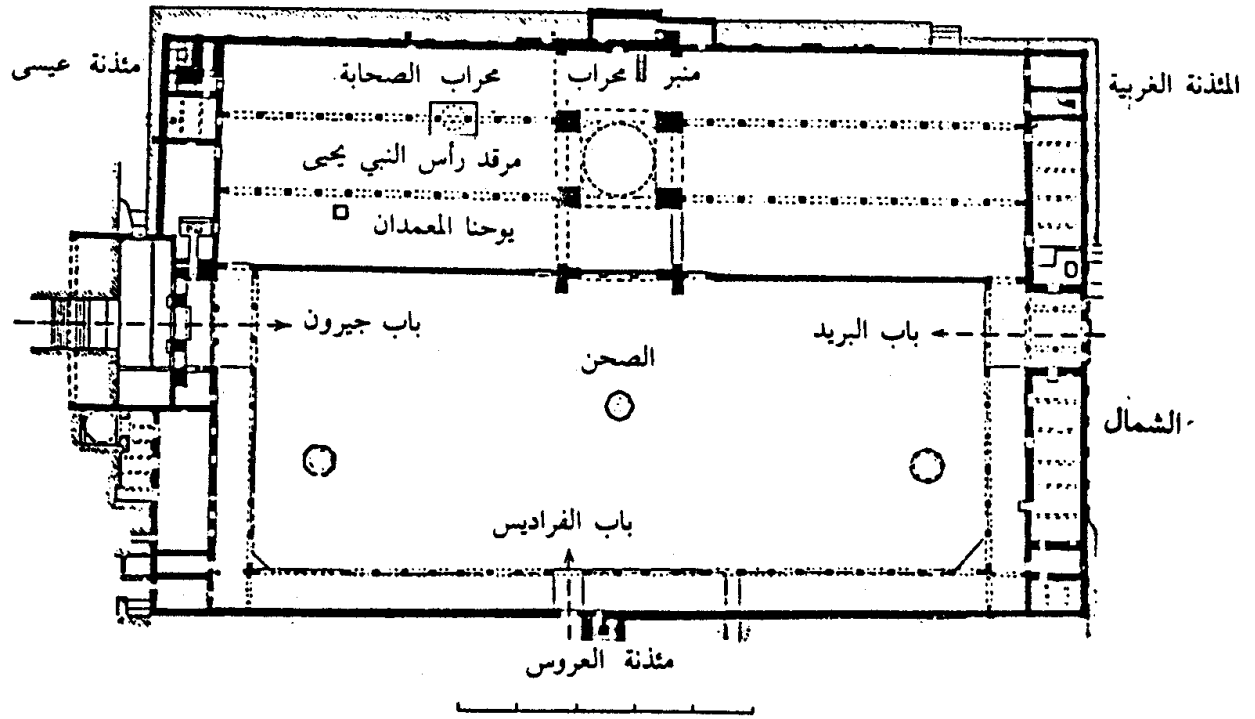 مئذنة عيسى
محراب الصحابة
محراب
منبر
المئذنة الغربية
مرقد رأس النبي يحيى
يوحنا المعمدان
باب جيرون
باب البريد
الصحن
الشمال
باب الفراديس
مئذنة العروس